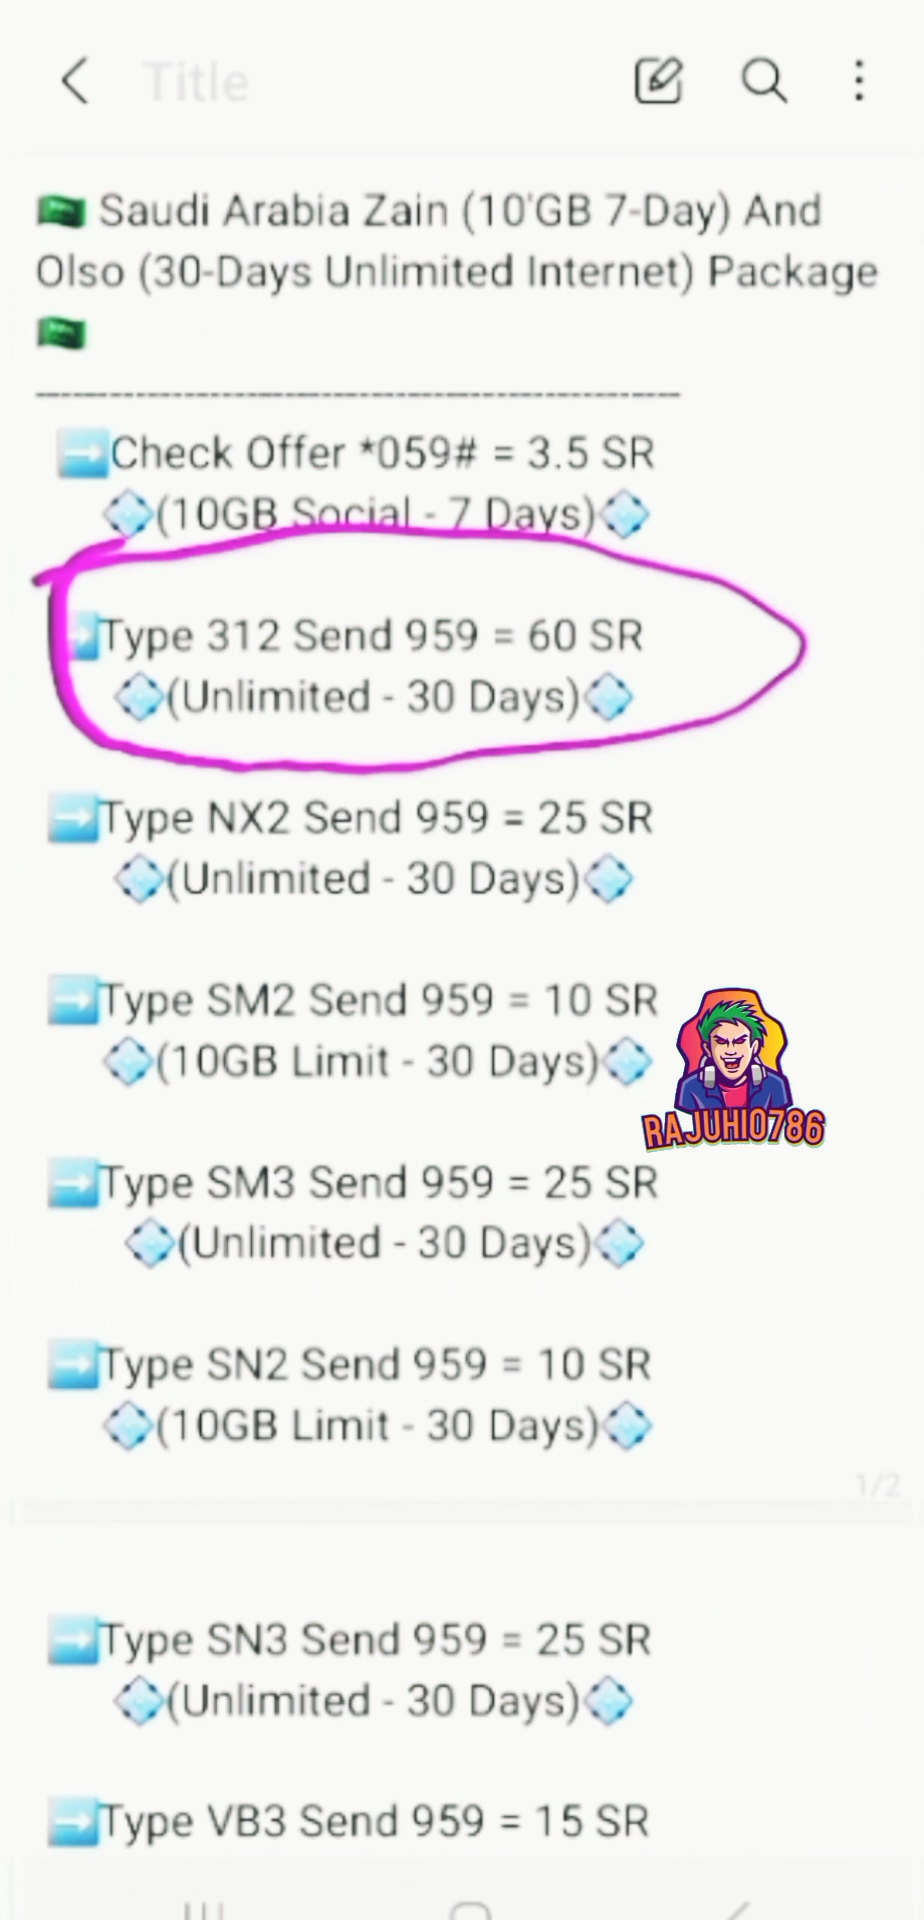 Title
Saudi Arabia Zain (10'GB 7-Day) And
Olso (30-Days Unlimited Internet) Package
----------------------------------------------------
➡️Check Offer *059# = 3.5 SR
💠(10GB Social - 7 Days)💠
➡️Type 312 Send 959 = 60 SR
💠(Unlimited - 30 Days)💠
➡️Type NX2 Send 959 = 25 SR
💠(Unlimited - 30 Days)💠
➡️Type SM2 Send 959 = 10 SR
💠(10GB Limit - 30 Days)💠
RAJUHI0786
➡️Type SM3 Send 959 = 25 SR
💠(Unlimited - 30 Days)💠
➡️Type SN2 Send 959 = 10 SR
💠(10GB Limit - 30 Days)💠
1/2
➡️Type SN3 Send 959 = 25 SR
💠(Unlimited - 30 Days)💠
➡️Type VB3 Send 959 = 15 SR